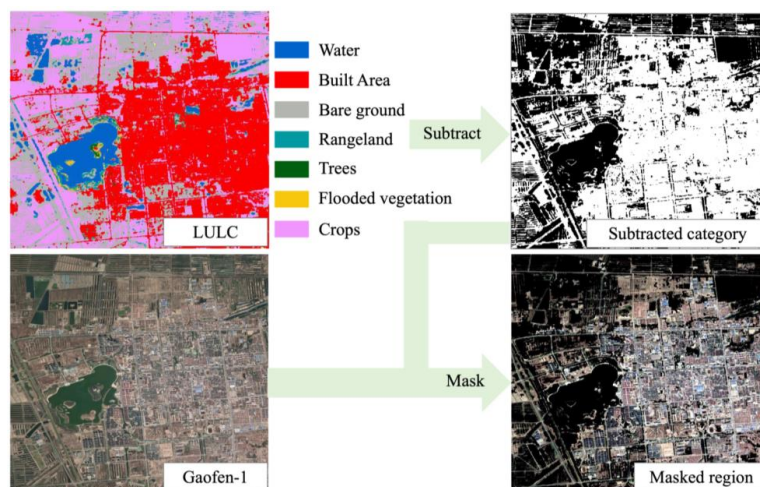 Water
Built Area
Bare ground
Rangeland
Trees
Flooded vegetation
Crops
LULC
Subtract
Subtracted category
Gaofen-1
Mask
Masked region